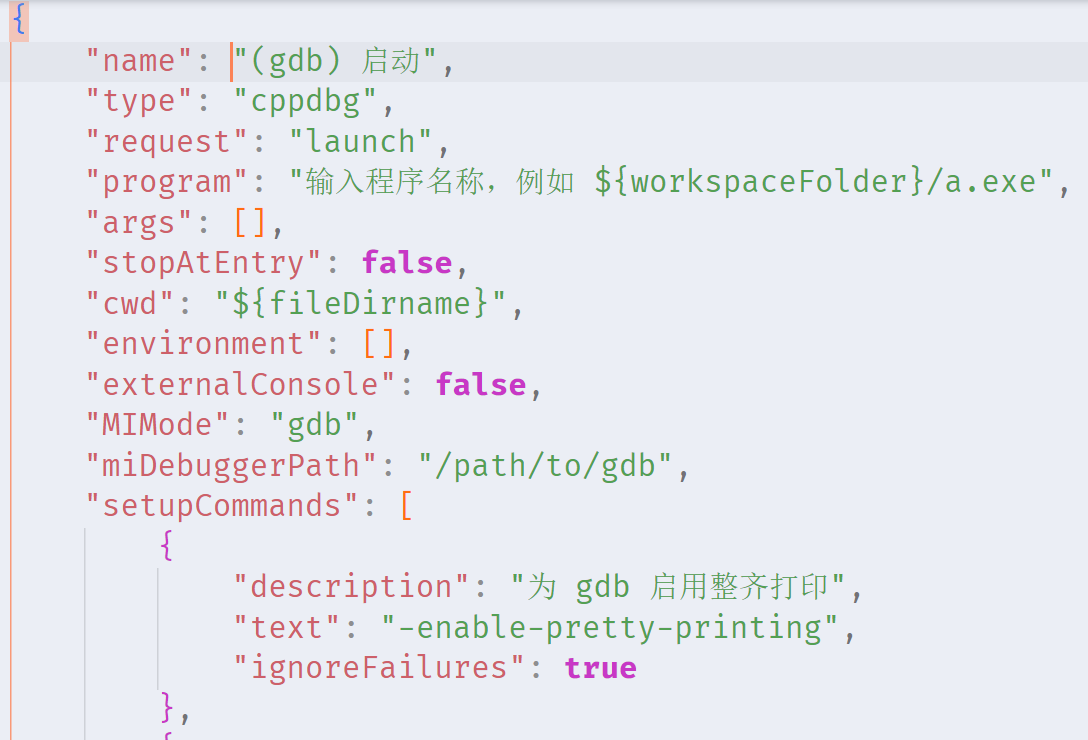 {
"name": "(gdb) 启动",
"type": "cppdbg",
"request": "launch",
"program": "输入程序名称，例如 ${workspaceFolder}/a.exe",
"args": [],
"stopAtEntry": false,
"cwd": "${fileDirname}",
"environment": [],
"externalConsole": false,
"MIMode": "gdb",
"miDebuggerPath": "/path/to/gdb",
"setupCommands": [
{
"description": "为 gdb 启用整齐打印",
"text": "-enable-pretty-printing",
"ignoreFailures": true
},
{